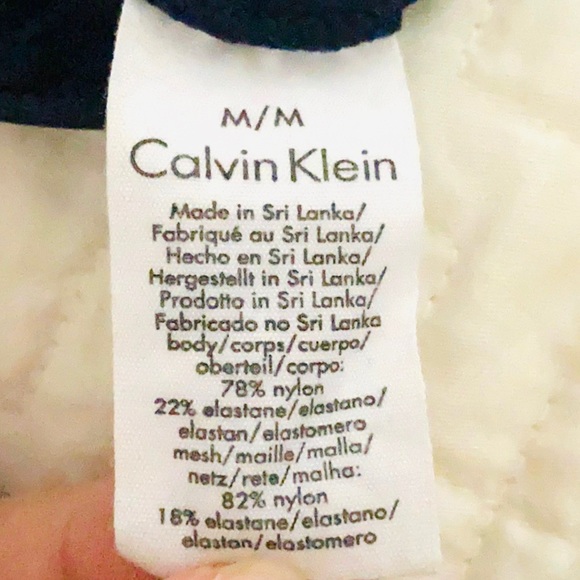 M/M
Calvin Klein
Made in Sri Lanka/
Fabriqué au Sri Lanka/
Hecho en Sri Lanka/
Hergestellt in Sri Lanka/
Prodotto in Sri Lanka/
Fabricado no Sri Lanka
body/corps/cuerpo/
oberteil/corpo:
78% nylon
22% elastane/elastano/
elastan/elastomero
mesh/maille/malla/
netz/rete/malha:
82% nylon
18% elastane/elastano/
elastan/elastomero